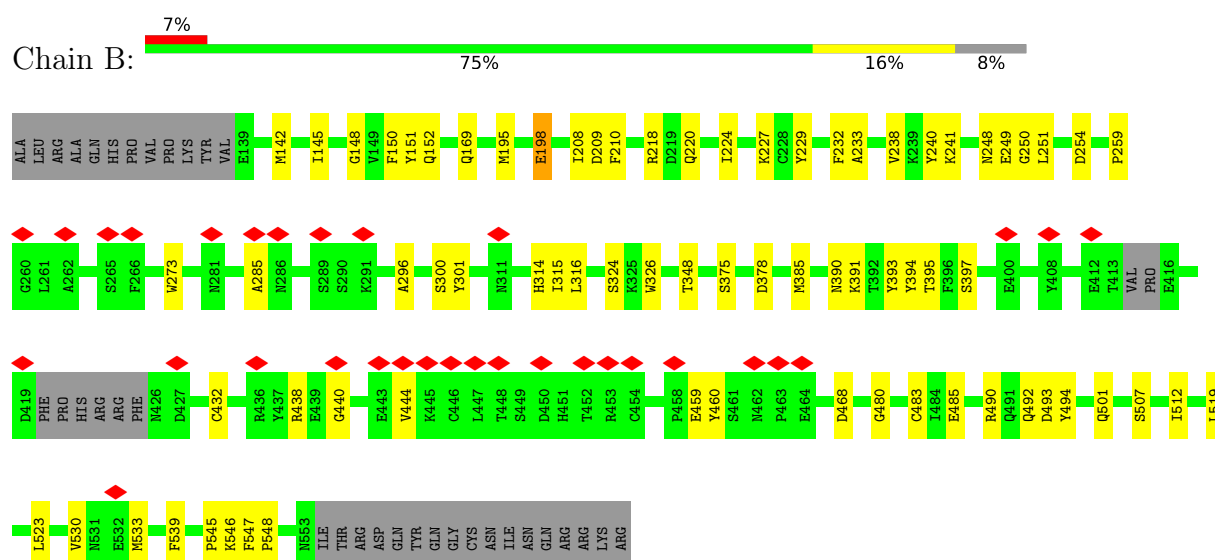 7%
Chain B:
75% 16% 8%
ALA LEU ARG ALA GLN HIS PRO VAL PRO LYS TYR VAL E139 M142 I145 G148 V149 F150 Y151 Q152 Q169 M195 E198 I208 D209 F210 R218 D219 Q220 I224 K227 C228 Y229 F232 A233 V238 K239 Y240 K241 N248 E249 G250 L251 D254 P259
G260 L261 A262 S265 F266 W273 N281 A285 N286 S289 S290 K291 A296 S300 Y301 N311 H314 I315 L316 S324 K325 W326 T348 S375 D378 M385 N390 K391 T392 Y393 Y394 T395 F396 S397 E400 Y408 E412 T413 VAL PRO E416
D419 PHE PRO HIS ARG ARG PHE N426 D427 C432 R436 Y437 R438 E439 G440 E443 V444 K445 C446 L447 T448 S449 D450 H451 T452 R453 C454 P458 E459 Y460 S461 N462 P463 E464 D468 G480 C483 I484 E485 R490 Q491 Q492 D493 Y494 Q501 S507 I512 L519
L523 V530 N531 E532 M533 F539 P545 K546 F547 P548 N553 ILE THR ARG ASP GLN TYR GLN GLY CYS ASN ILE ASN GLN ARG ARG LYS ARG